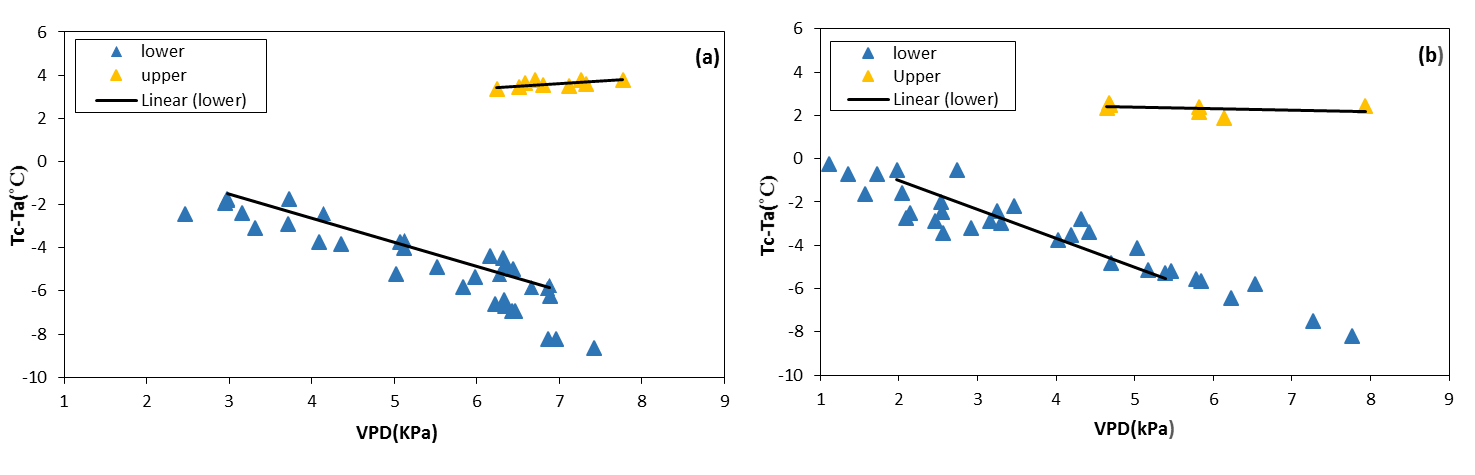 6
4
2
0
-2
-4
-6
-8
-10
1 2 3 4 5 6 7 8 9
Tc-Ta(°C)
VPD(KPa)
lower
upper
Linear (lower)
(a)
6
4
2
0
-2
-4
-6
-8
-10
1 2 3 4 5 6 7 8 9
Tc-Ta(°C)
VPD(kPa)
lower
Upper
Linear (lower)
(b)